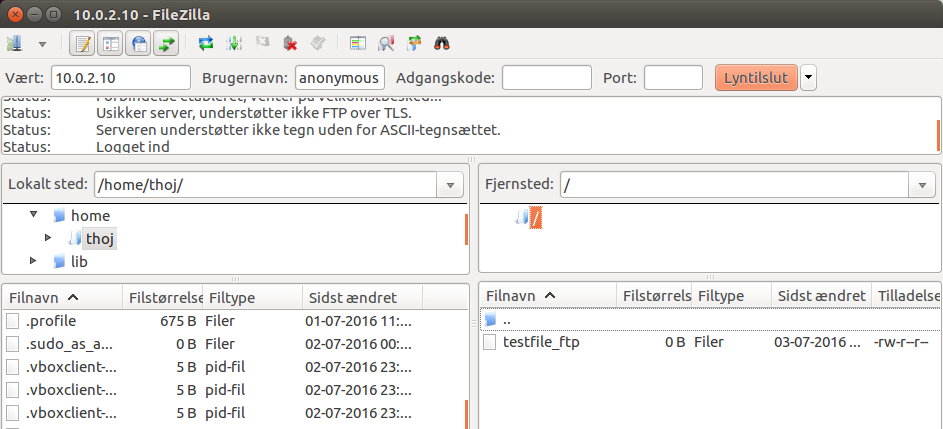 10.0.2.10 - FileZilla
Vært: 10.0.2.10 Brugernavn: anonymous Adgangskode: Port: Lyntilslut
Status: Forbindelse etableret, venter på velkomstbesked...
Status: Usikker server, understøtter ikke FTP over TLS.
Status: Serveren understøtter ikke tegn uden for ASCII-tegnsættet.
Status: Logget ind
Lokalt sted: /home/thoj/
home
thoj
lib
Filnavn Filstørrelse Filtype Sidst ændret
.profile 675 B Filer 01-07-2016 11:...
.sudo_as_a... 0 B Filer 02-07-2016 00:...
.vboxclient-... 5 B pid-fil 02-07-2016 23:...
.vboxclient-... 5 B pid-fil 02-07-2016 23:...
.vboxclient-... 5 B pid-fil 02-07-2016 23:...
Fjernsted: /
/
Filnavn Filstørrels Filtype Sidst ændret Tilladelse
..
testfile_ftp 0 B Filer 03-07-2016 ... -rw-r--r--